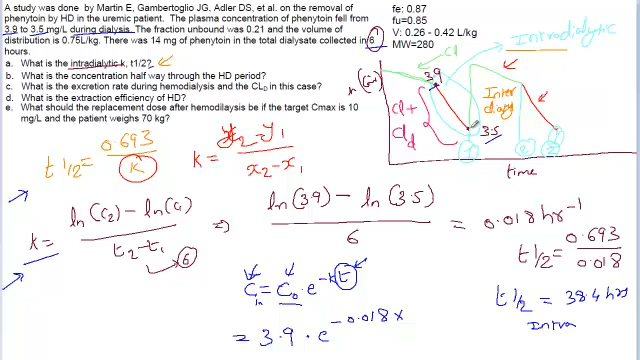 A study was done by Martin E, Gambertoglio JG, Adler DS, et al. on the removal of
phenytoin by HD in the uremic patient. The plasma concentration of phenytoin fell from
3.9 to 3.5 mg/L during dialysis. The fraction unbound was 0.21 and the volume of
distribution is 0.75L/kg. There was 14 mg of phenytoin in the total dialysate collected in 6
hours.
a. What is the intradialytic k, t1/2?
b. What is the concentration half way through the HD period?
c. What is the excretion rate during hemodialysis and the CLD in this case?
d. What is the extraction efficiency of HD?
e. What should the replacement dose after hemodilaysis be if the target Cmax is 10
mg/L and the patient weighs 70 kg?
fe: 0.87
fu=0.85
V: 0.26 - 0.42 L/kg
MW=280
Intradialytic
Cl
3.9
Cl +
Cld
Inter
dialy
3.5
time
t 1/2 = 0.693
K
K = y2 - y1
x2 - x1
K = ln(C2) - ln(C1)
t2 - t1
6
⇒ ln(3.9) - ln(3.5)
6
= 0.018 hr-1
t 1/2 = 0.693
0.018
t 1/2 = 38.4 hrs
Intra
C = C0 . e -kt
ln
= 3.9 . e -0.018 x